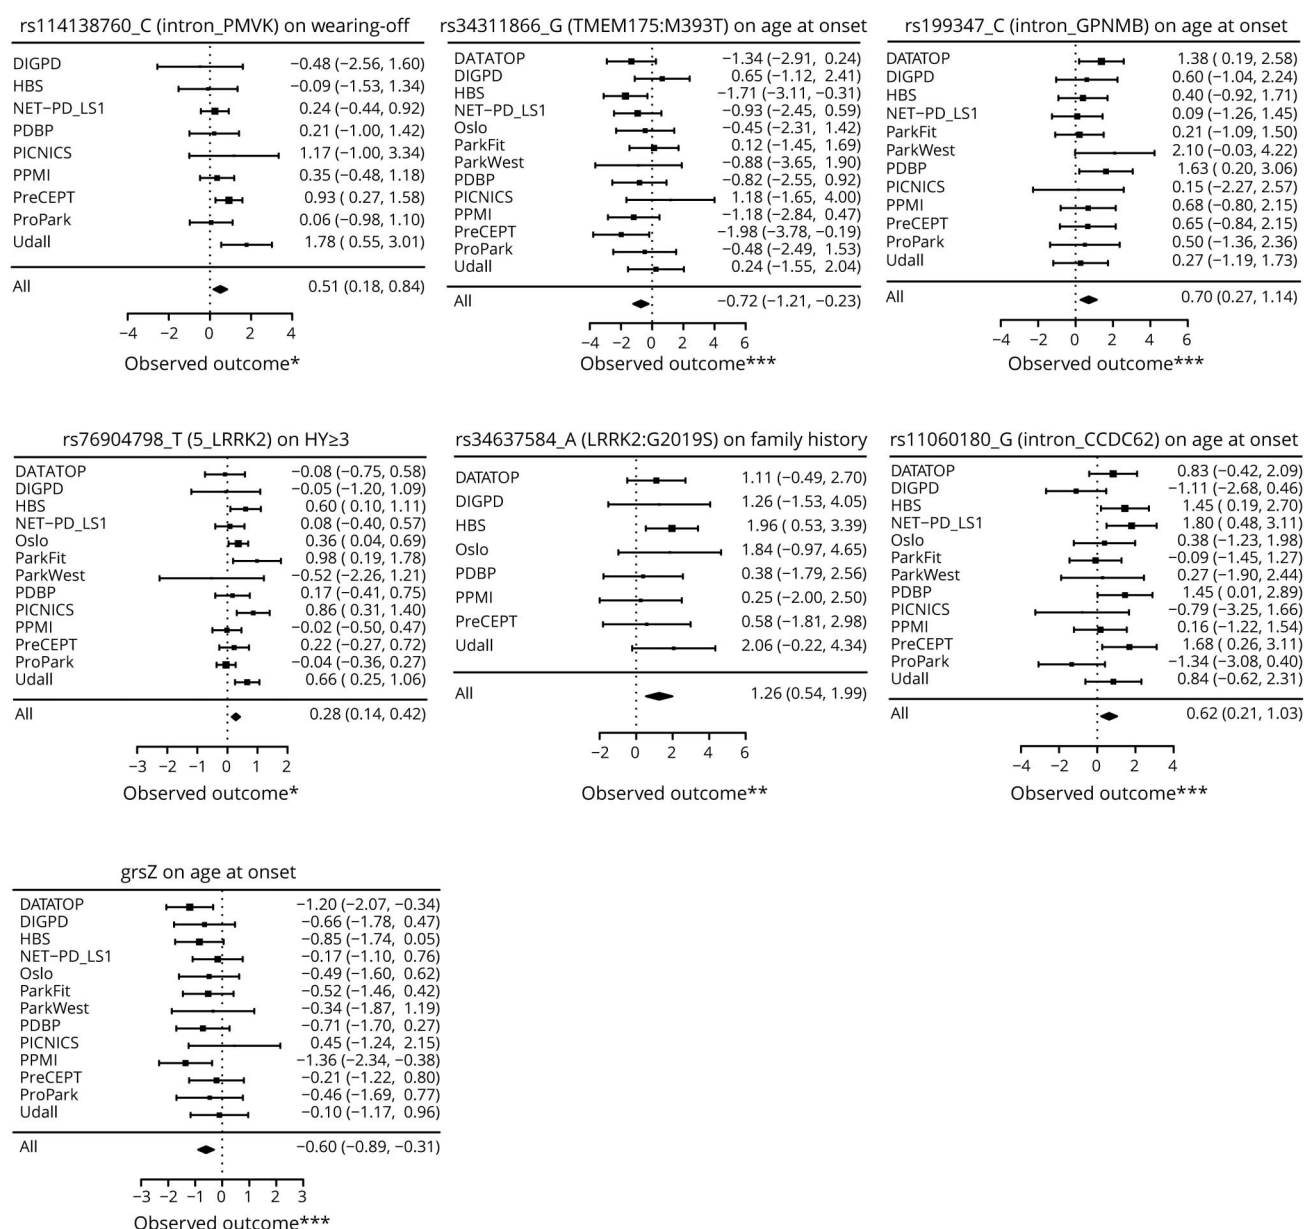 rs114138760_C (intron_PMVK) on wearing-off
DIGPD −0.48 (−2.56, 1.60)
HBS −0.09 (−1.53, 1.34)
NET−PD_LS1 0.24 (−0.44, 0.92)
PDBP 0.21 (−1.00, 1.42)
PICNICS 1.17 (−1.00, 3.34)
PPMI 0.35 (−0.48, 1.18)
PreCEPT 0.93 ( 0.27, 1.58)
ProPark 0.06 (−0.98, 1.10)
Udall 1.78 ( 0.55, 3.01)
All 0.51 (0.18, 0.84)
−4 −2 0 2 4
Observed outcome*
rs34311866_G (TMEM175:M393T) on age at onset
DATATOP −1.34 (−2.91, 0.24)
DIGPD 0.65 (−1.12, 2.41)
HBS −1.71 (−3.11, −0.31)
NET−PD_LS1 −0.93 (−2.45, 0.59)
Oslo −0.45 (−2.31, 1.42)
ParkFit 0.12 (−1.45, 1.69)
ParkWest −0.88 (−3.65, 1.90)
PDBP −0.82 (−2.55, 0.92)
PICNICS 1.18 (−1.65, 4.00)
PPMI −1.18 (−2.84, 0.47)
PreCEPT −1.98 (−3.78, −0.19)
ProPark −0.48 (−2.49, 1.53)
Udall 0.24 (−1.55, 2.04)
All −0.72 (−1.21, −0.23)
−4 −2 0 2 4 6
Observed outcome***
rs199347_C (intron_GPNMB) on age at onset
DATATOP 1.38 ( 0.19, 2.58)
DIGPD 0.60 (−1.04, 2.24)
HBS 0.40 (−0.92, 1.71)
NET−PD_LS1 0.09 (−1.26, 1.45)
ParkFit 0.21 (−1.09, 1.50)
ParkWest 2.10 (−0.03, 4.22)
PDBP 1.63 ( 0.20, 3.06)
PICNICS 0.15 (−2.27, 2.57)
PPMI 0.68 (−0.80, 2.15)
PreCEPT 0.65 (−0.84, 2.15)
ProPark 0.50 (−1.36, 2.36)
Udall 0.27 (−1.19, 1.73)
All 0.70 (0.27, 1.14)
−4 −2 0 2 4 6
Observed outcome***
rs76904798_T (5_LRRK2) on HY≥3
DATATOP −0.08 (−0.75, 0.58)
DIGPD −0.05 (−1.20, 1.09)
HBS 0.60 ( 0.10, 1.11)
NET−PD_LS1 0.08 (−0.40, 0.57)
Oslo 0.36 ( 0.04, 0.69)
ParkFit 0.98 ( 0.19, 1.78)
ParkWest −0.52 (−2.26, 1.21)
PDBP 0.17 (−0.41, 0.75)
PICNICS 0.86 ( 0.31, 1.40)
PPMI −0.02 (−0.50, 0.47)
PreCEPT 0.22 (−0.27, 0.72)
ProPark −0.04 (−0.36, 0.27)
Udall 0.66 ( 0.25, 1.06)
All 0.28 (0.14, 0.42)
−3 −2 −1 0 1 2
Observed outcome*
rs34637584_A (LRRK2:G2019S) on family history
DATATOP 1.11 (−0.49, 2.70)
DIGPD 1.26 (−1.53, 4.05)
HBS 1.96 ( 0.53, 3.39)
Oslo 1.84 (−0.97, 4.65)
PDBP 0.38 (−1.79, 2.56)
PPMI 0.25 (−2.00, 2.50)
PreCEPT 0.58 (−1.81, 2.98)
Udall 2.06 (−0.22, 4.34)
All 1.26 (0.54, 1.99)
−2 0 2 4 6
Observed outcome**
rs11060180_G (intron_CCDC62) on age at onset
DATATOP 0.83 (−0.42, 2.09)
DIGPD −1.11 (−2.68, 0.46)
HBS 1.45 ( 0.19, 2.70)
NET−PD_LS1 1.80 ( 0.48, 3.11)
Oslo 0.38 (−1.23, 1.98)
ParkFit −0.09 (−1.45, 1.27)
ParkWest 0.27 (−1.90, 2.44)
PDBP 1.45 ( 0.01, 2.89)
PICNICS −0.79 (−3.25, 1.66)
PPMI 0.16 (−1.22, 1.54)
PreCEPT 1.68 ( 0.26, 3.11)
ProPark −1.34 (−3.08, 0.40)
Udall 0.84 (−0.62, 2.31)
All 0.62 (0.21, 1.03)
−4 −2 0 2 4
Observed outcome***
grsZ on age at onset
DATATOP −1.20 (−2.07, −0.34)
DIGPD −0.66 (−1.78, 0.47)
HBS −0.85 (−1.74, 0.05)
NET−PD_LS1 −0.17 (−1.10, 0.76)
Oslo −0.49 (−1.60, 0.62)
ParkFit −0.52 (−1.46, 0.42)
ParkWest −0.34 (−1.87, 1.19)
PDBP −0.71 (−1.70, 0.27)
PICNICS 0.45 (−1.24, 2.15)
PPMI −1.36 (−2.34, −0.38)
PreCEPT −0.21 (−1.22, 0.80)
ProPark −0.46 (−1.69, 0.77)
Udall −0.10 (−1.17, 0.96)
All −0.60 (−0.89, −0.31)
−3 −2 −1 0 1 2 3
Observed outcome***